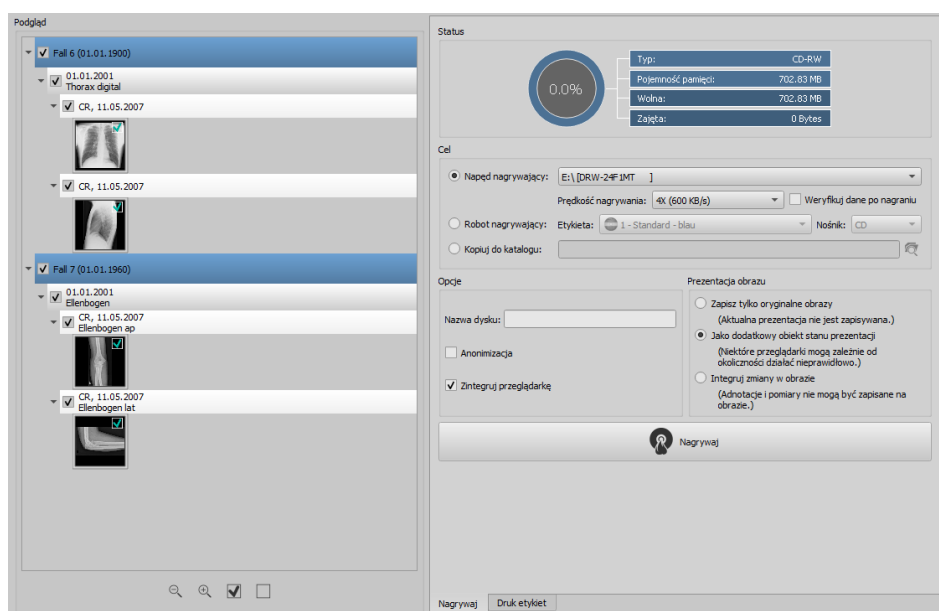 Podgląd
Fall 6 (01.01.1900)
01.01.2001
Thorax digital
CR, 11.05.2007
CR, 11.05.2007
Fall 7 (01.01.1960)
01.01.2001
Ellenbogen
CR, 11.05.2007
Ellenbogen ap
CR, 11.05.2007
Ellenbogen lat
Status
0.0%
Typ: CD-RW
Pojemność pamięci: 702.83 MB
Wolna: 702.83 MB
Zajęta: 0 Bytes
Cel
Napęd nagrywający: E:\ [DRW-24F1MT ]
Prędkość nagrywania: 4X (600 KB/s) Weryfikuj dane po nagraniu
Robot nagrywający: Etykieta: 1 - Standard - blau Nośnik: CD
Kopiuj do katalogu:
Opcje
Nazwa dysku:
Anonimizacja
Zintegruj przeglądarkę
Prezentacja obrazu
Zapisz tylko oryginalne obrazy
(Aktualna prezentacja nie jest zapisywana.)
Jako dodatkowy obiekt stanu prezentacji
(Niektóre przeglądarki mogą zależnie od
okoliczności działać nieprawidłowo.)
Integruj zmiany w obrazie
(Adnotacje i pomiary nie mogą być zapisane na
obrazie.)
Nagrywaj
Nagrywaj Druk etykiet